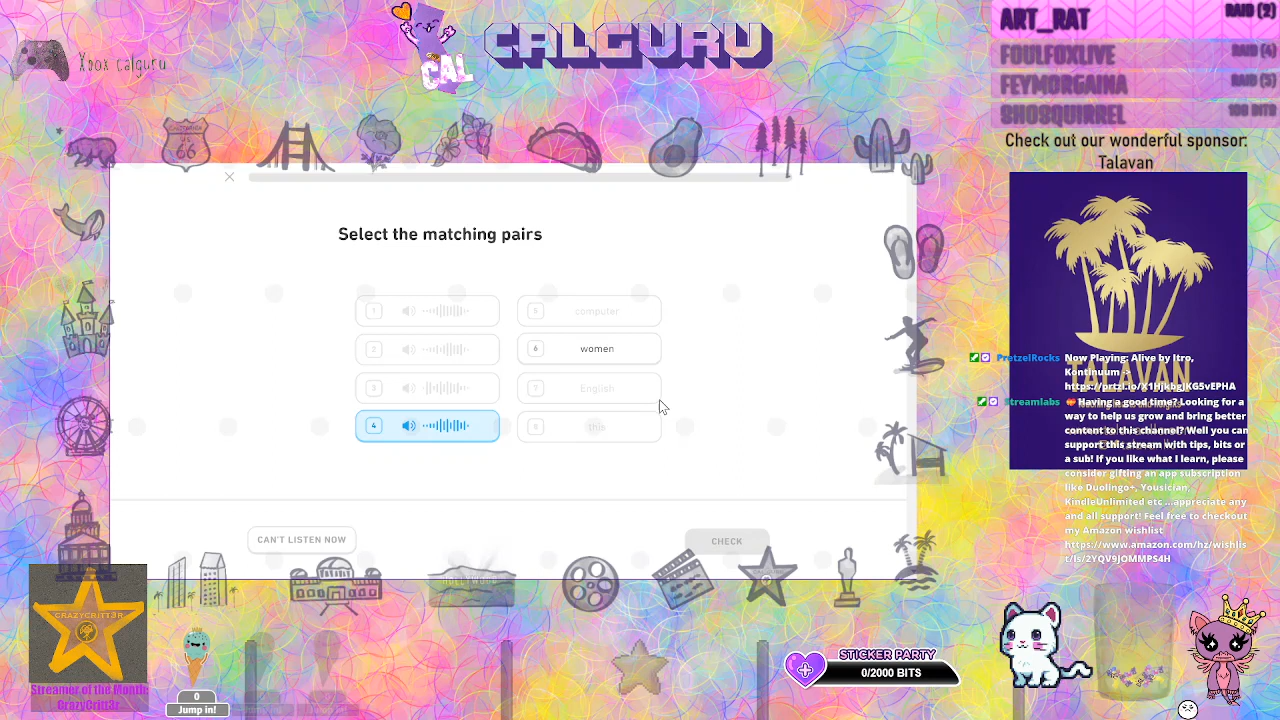 CALGURU
CAL
Xbox calguru
ART_RAT RAID (2)
FOULFOXLIVE RAID (4)
FEYMORGAINA
SHOSQUIRREL 100 BITS
Check out our wonderful sponsor:
Talavan
CALIFORNIA
US
66
Select the matching pairs
1
5 computer
2
6 women
3
7 English
4
8 this
CAN'T LISTEN NOW
CHECK
TALAVAN
PretzelRocks Now Playing: Alive by Itro,
Kontinuum ->
Streamlabs Having a good time? Looking for a
way to help us grow and bring better
content to this channel? Well you can
support this stream with tips, bits or
a sub! If you like what I learn, please
consider gifting an app subscription
like Duolingo+, Yousician,
KindleUnlimited etc ...appreciate any
and all support! Feel free to checkout
my Amazon wishlist
https://www.amazon.com/hz/wishlis
t/ls/2YQV9JOMMPS4H
HOLLYWOOD
CRAZYCRITT3R
Streamer of the Month:
CrazyCritt3r
0
Jump in!
STICKER PARTY
0/2000 BITS